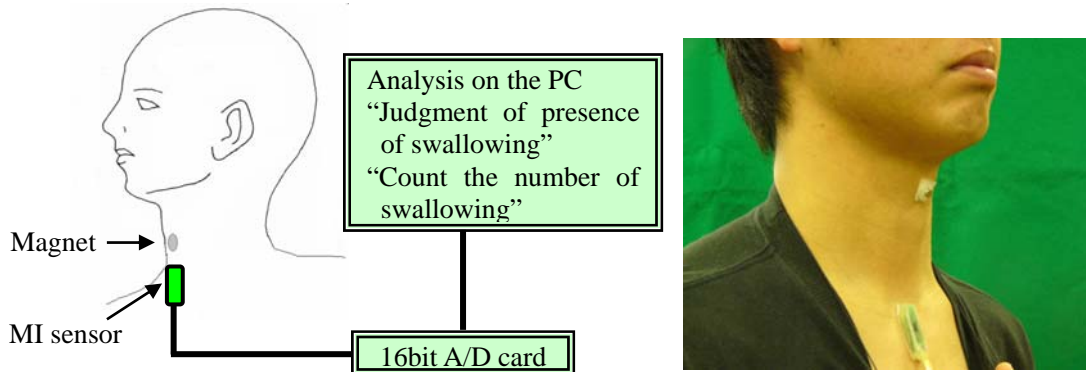 Analysis on the PC
“Judgment of presence
of swallowing”
“Count the number of
swallowing”
Magnet
MI sensor
16bit A/D card